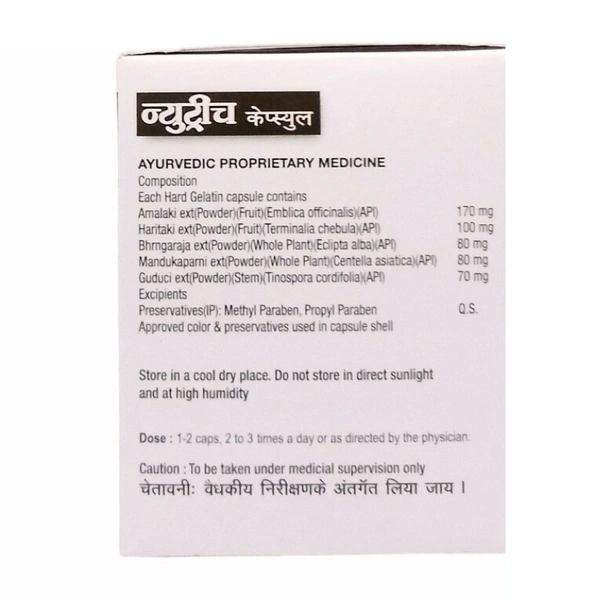 न्युट्रीच केप्स्युल
AYURVEDIC PROPRIETARY MEDICINE
Composition
Each Hard Gelatin capsule contains
Amalaki ext(Powder)(Fruit)(Emblica officinalis)(API) 170 mg
Haritaki ext(Powder)(Fruit)(Terminalia chebula)(API) 100 mg
Bhrngaraja ext(Powder)(Whole Plant)(Eclipta alba)(API) 80 mg
Mandukaparni ext(Powder)(Whole Plant)(Centella asiatica)(API) 80 mg
Guduci ext(Powder)(Stem)(Tinospora cordifolia)(API) 70 mg
Excipients
Preservatives(IP): Methyl Paraben, Propyl Paraben Q.S.
Approved color & preservatives used in capsule shell
Store in a cool dry place. Do not store in direct sunlight
and at high humidity
Dose : 1-2 caps, 2 to 3 times a day or as directed by the physician.
Caution : To be taken under medicial supervision only
चेतावनीः वैधकीय निरीक्षणके अंतर्गत लिया जाय ।